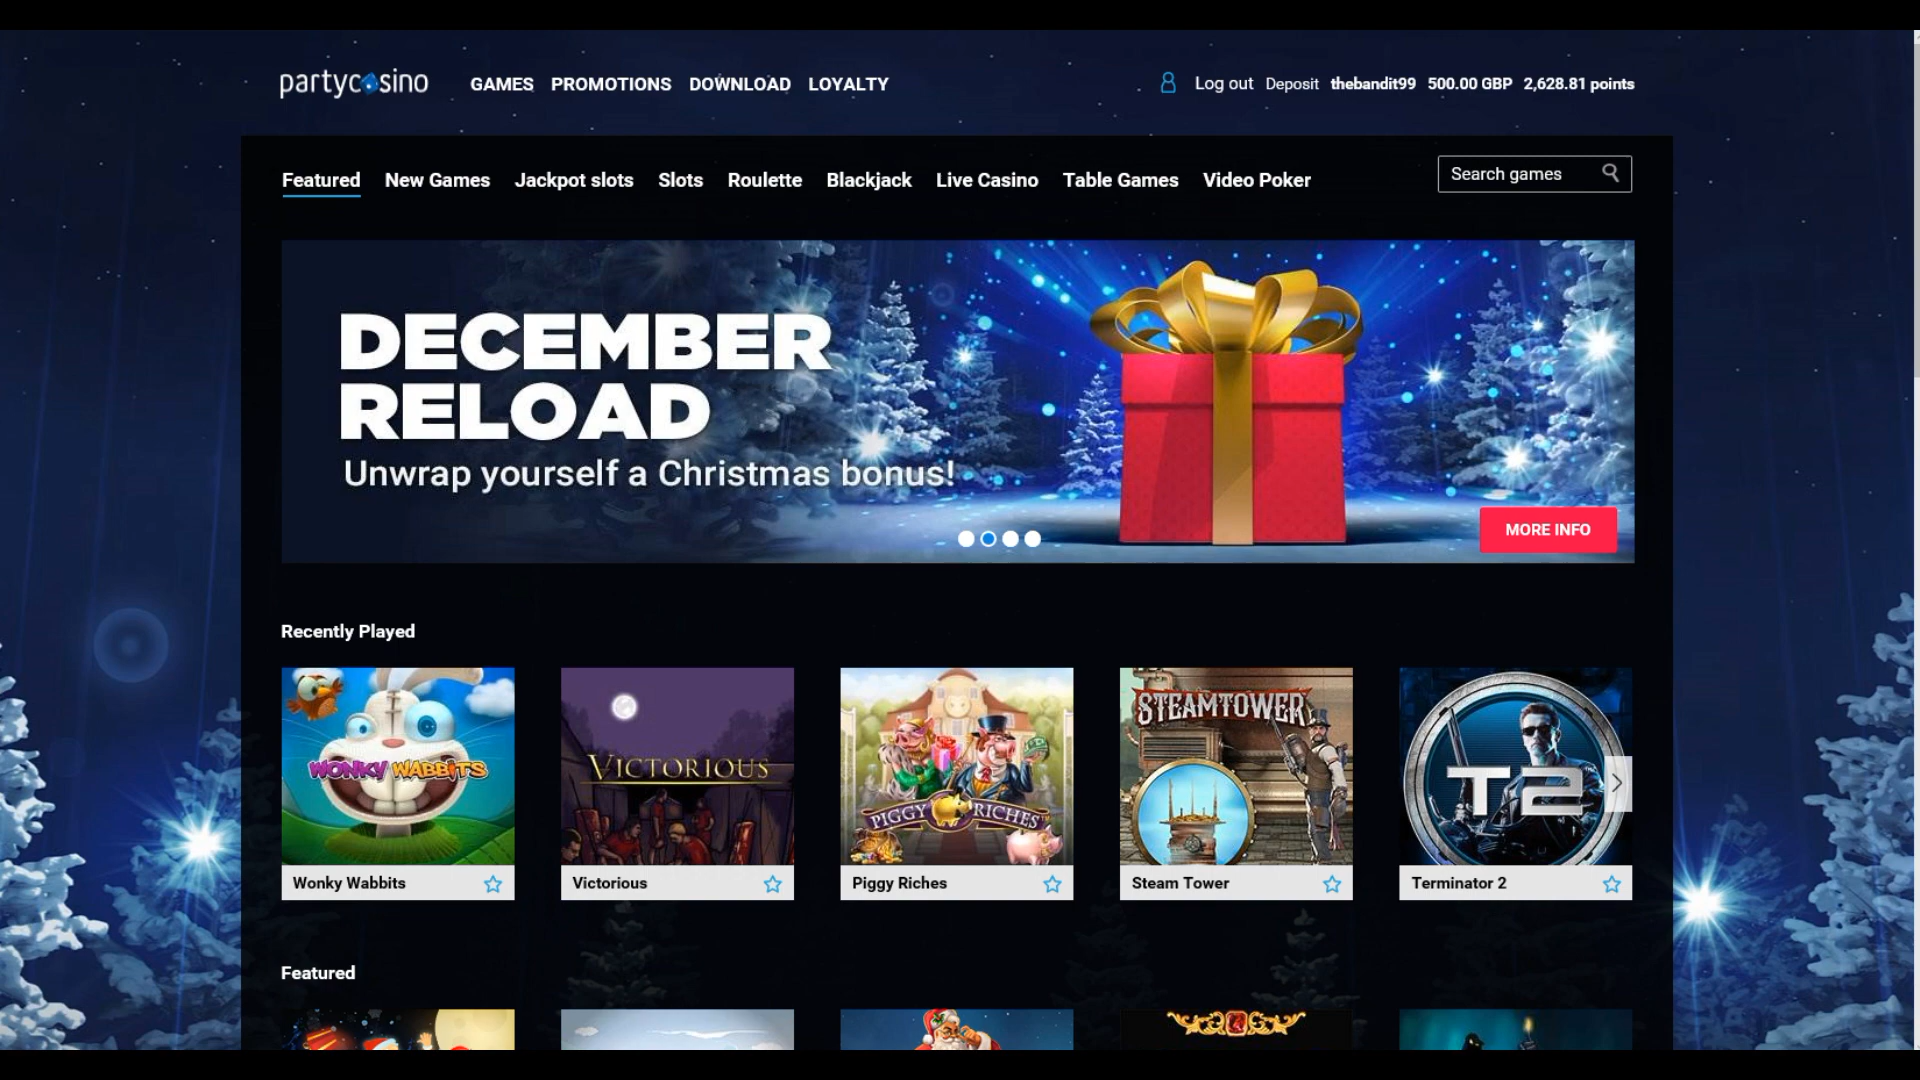 partycasino GAMES PROMOTIONS DOWNLOAD LOYALTY Log out Deposit thebandit99 500.00 GBP 2,628.81 points
Featured New Games Jackpot slots Slots Roulette Blackjack Live Casino Table Games Video Poker Search games
DECEMBER
RELOAD
Unwrap yourself a Christmas bonus!
MORE INFO
Recently Played
WONKY WABBITS
VICTORIOUS
PIGGY RICHES
STEAMTOWER
T2
Wonky Wabbits
Victorious
Piggy Riches
Steam Tower
Terminator 2
Featured